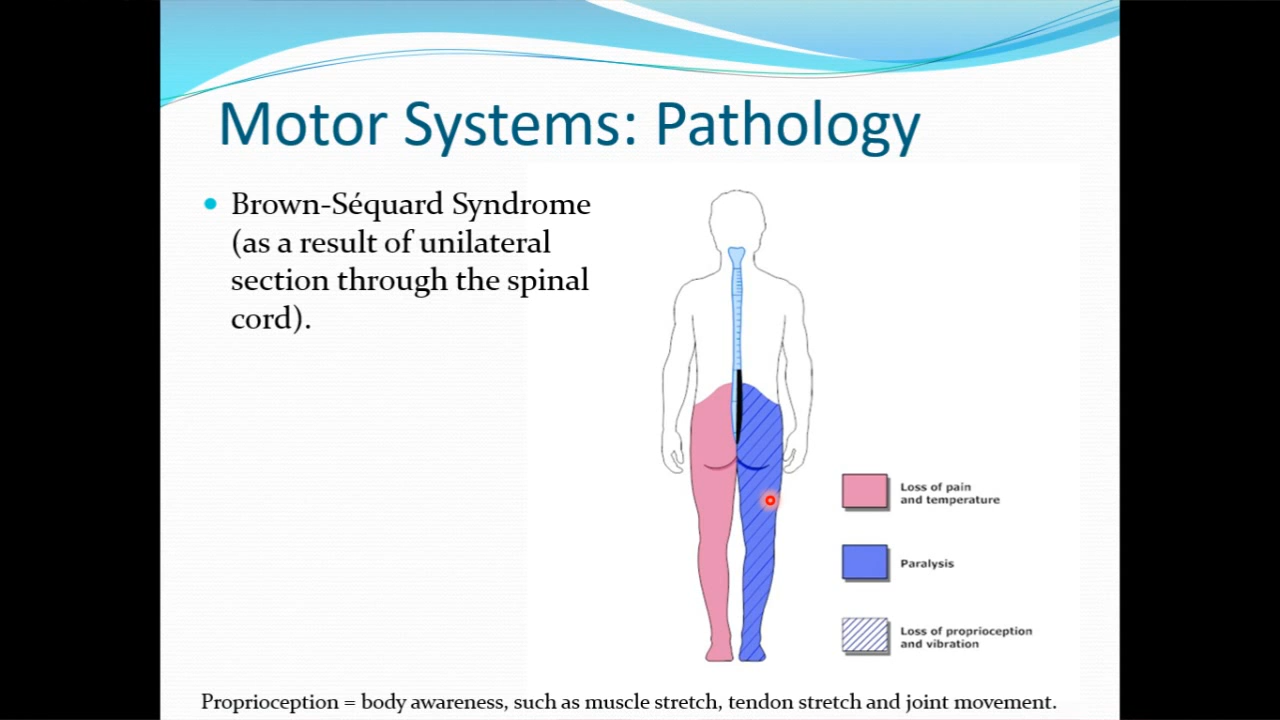 Motor Systems: Pathology
Brown-Séquard Syndrome
(as a result of unilateral
section through the spinal
cord).
Loss of pain
and temperature
Paralysis
Loss of proprioception
and vibration
Proprioception = body awareness, such as muscle stretch, tendon stretch and joint movement.